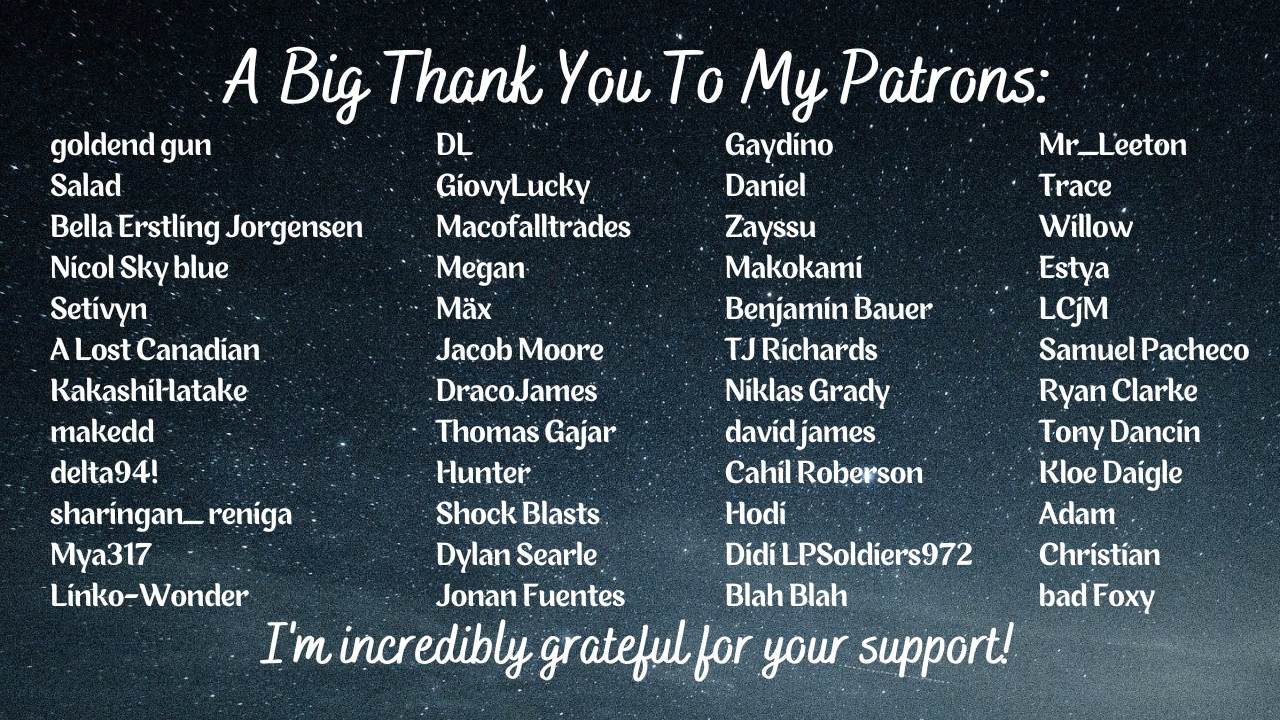 A Big Thank You To My Patrons:
goldend gun
Salad
Bella Erstling Jorgensen
Nicol Sky blue
Setivyn
A Lost Canadian
KakashiHatake
makedd
delta94!
sharingan_ reniga
Mya317
Linko-Wonder
DL
GiovyLucky
Macofalltrades
Megan
Mäx
Jacob Moore
DracoJames
Thomas Gajar
Hunter
Shock Blasts
Dylan Searle
Jonan Fuentes
Gaydino
Daniel
Zayssu
Makokami
Benjamin Bauer
TJ Richards
Niklas Grady
david james
Cahil Roberson
Hodi
Didi LPSoldiers972
Blah Blah
Mr_Leeton
Trace
Willow
Estya
LCjM
Samuel Pacheco
Ryan Clarke
Tony Dancin
Kloe Daigle
Adam
Christian
bad Foxy
I'm incredibly grateful for your support!